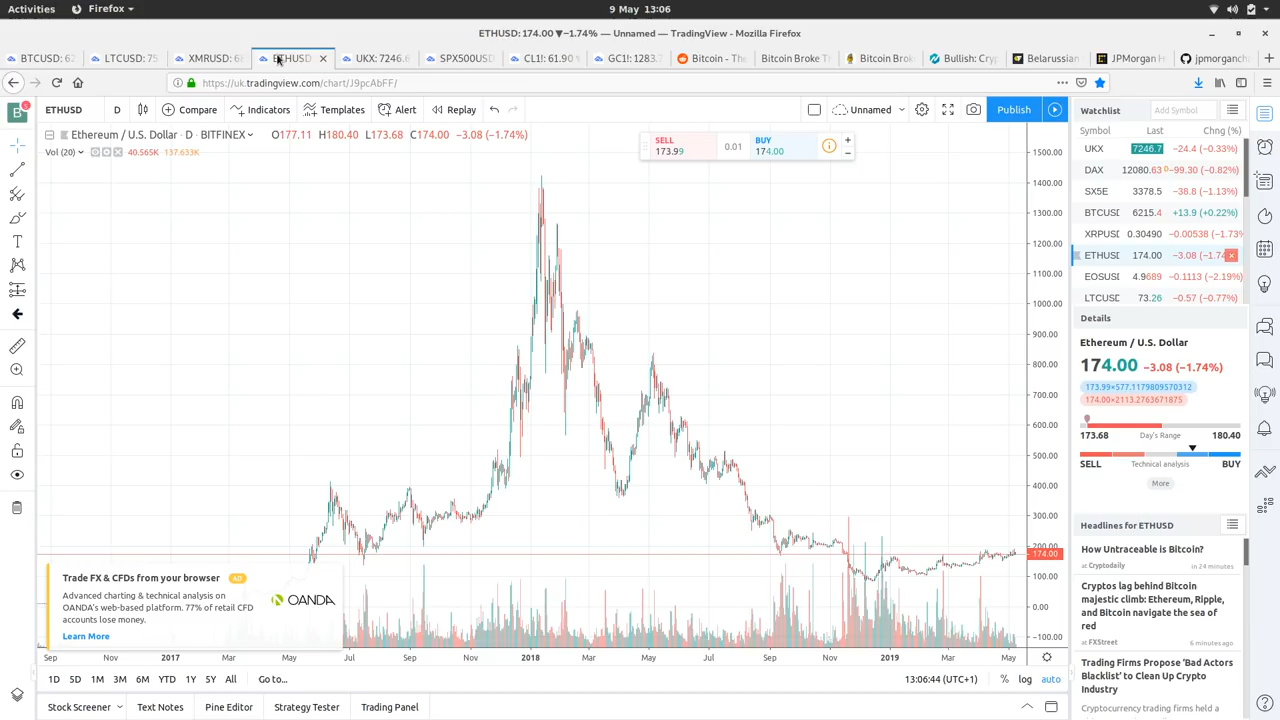 Activities Firefox 9 May 13:06
ETHUSD: 174.00 ▼−1.74% — Unnamed — TradingView - Mozilla Firefox
BTCUSD: 62 LTCUSD: 75 XMRUSD: 6 ETHUSD UKX: 7246.6 SPX500USD CL1!: 61.90 GC1!: 1283.7 Reddit - The Bitcoin Broke T Bitcoin Brok Bullish: Cryp Belarussian JPMorgan H jpmorganch
https://uk.tradingview.com/chart/J9pcAbFF/
B ETHUSD D Compare Indicators Templates Alert Replay Unnamed Publish
Watchlist Add Symbol
Ethereum / U.S. Dollar - D - BITFINEX O177.11 H180.40 L173.68 C174.00 −3.08 (−1.74%)
Vol (20) 40.565K 137.633K
SELL
173.99
0.01
BUY
174.00
Symbol Last Chng (%)
UKX 7246.7 −24.4 (−0.33%)
DAX 12080.63 D −99.30 (−0.82%)
SX5E 3378.5 −38.8 (−1.13%)
BTCUSD 6215.4 +13.9 (+0.22%)
XRPUSD 0.30490 −0.00538 (−1.73%
ETHUSD 174.00 −3.08 (−1.74
EOSUSD 4.9689 −0.1113 (−2.19%)
LTCUSD 73.26 −0.57 (−0.77%)
1500.00
1400.00
1300.00
1200.00
1100.00
1000.00
900.00
800.00
700.00
600.00
500.00
400.00
300.00
200.00
174.00
100.00
0.00
−100.00
Details
Ethereum / U.S. Dollar
174.00 −3.08 (−1.74%)
173.99×577.1179809570312
174.00×2113.2763671875
173.68 Day's Range 180.40
SELL Technical analysis BUY
More
Headlines for ETHUSD
How Untraceable is Bitcoin?
at Cryptodaily in 24 minutes
Cryptos lag behind Bitcoin
majestic climb: Ethereum, Ripple,
and Bitcoin navigate the sea of
red
at FXStreet 6 minutes ago
Trading Firms Propose 'Bad Actors
Blacklist' to Clean Up Crypto
Industry
Cryptocurrency trading firms held a
Trade FX & CFDs from your browser AD
Advanced charting & technical analysis on
OANDA's web-based platform. 77% of retail CFD
accounts lose money.
Learn More
OANDA
Sep Nov 2017 Mar May Jul Sep Nov 2018 Mar May Jul Sep Nov 2019 Mar May
1D 5D 1M 3M 6M YTD 1Y 5Y All Go to... 13:06:44 (UTC+1) % log auto
Stock Screener Text Notes Pine Editor Strategy Tester Trading Panel